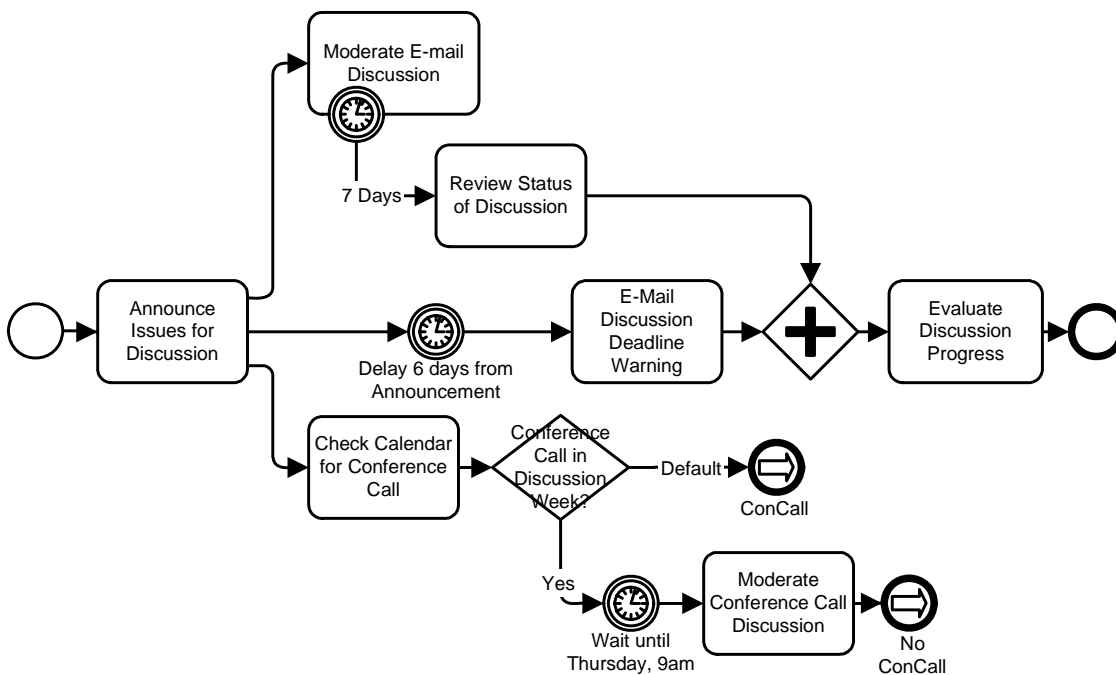 Moderate E-mail
Discussion
7 Days
Review Status
of Discussion
Announce
Issues for
Discussion
Delay 6 days from
Announcement
E-Mail
Discussion
Deadline
Warning
Evaluate
Discussion
Progress
Check Calendar
for Conference
Call
Conference
Call in
Discussion
Week?
Default
ConCall
Yes
Wait until
Thursday, 9am
Moderate
Conference Call
Discussion
No
ConCall